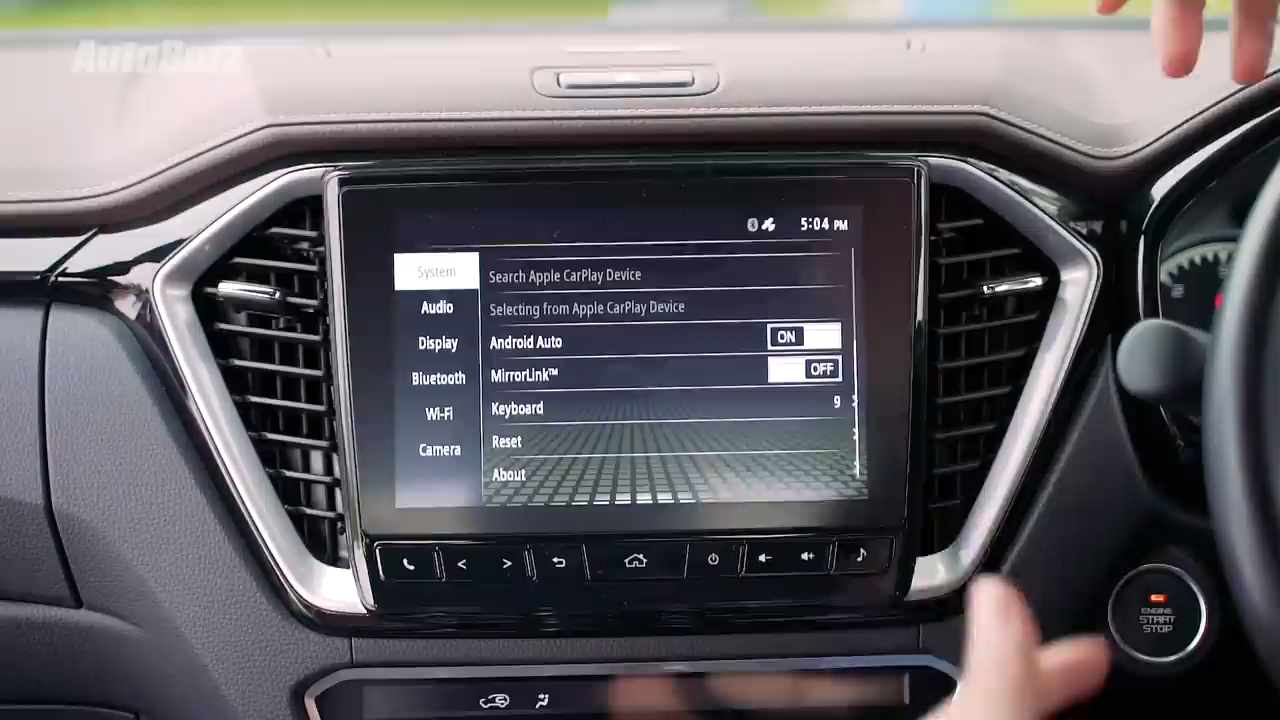 AutoBuzz
5:04 PM
System
Search Apple CarPlay Device
Selecting from Apple CarPlay Device
Audio
Display
Android Auto ON
Bluetooth
MirrorLink™ OFF
Wi-Fi
Keyboard 9
Camera
Reset
About
ENGINE
START
STOP